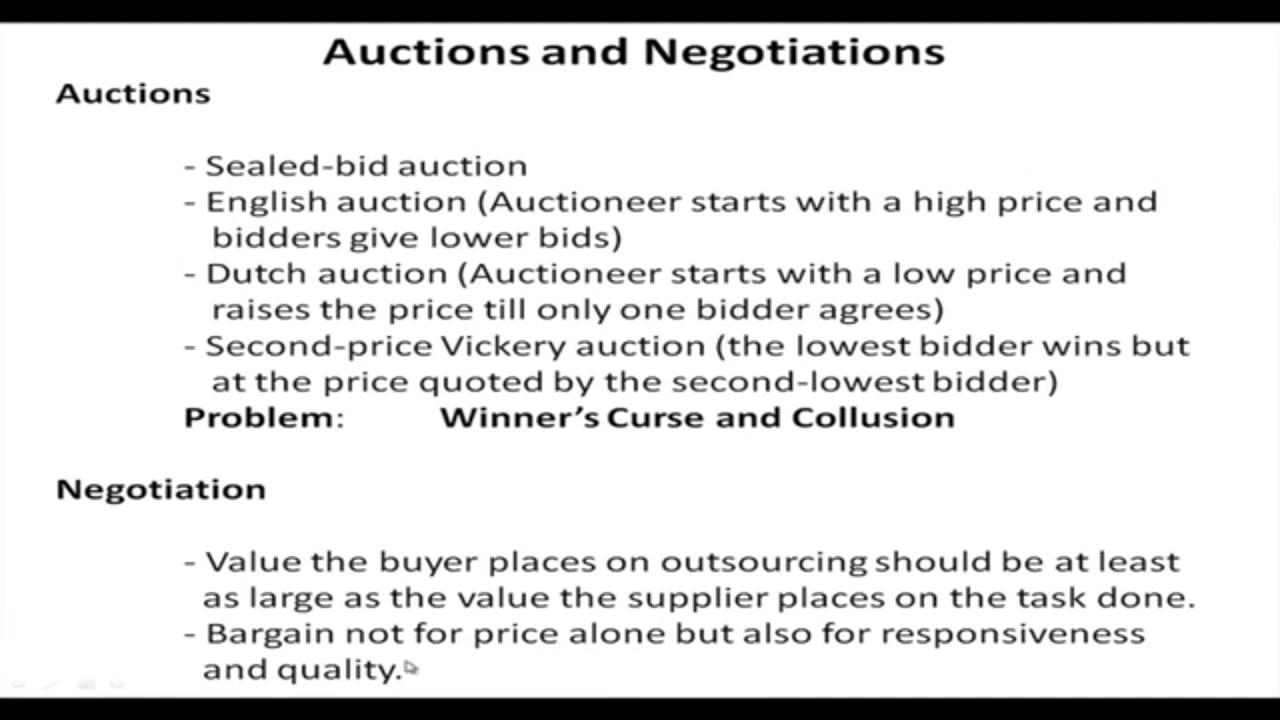 Auctions and Negotiations
Auctions
- Sealed-bid auction
- English auction (Auctioneer starts with a high price and
bidders give lower bids)
- Dutch auction (Auctioneer starts with a low price and
raises the price till only one bidder agrees)
- Second-price Vickery auction (the lowest bidder wins but
at the price quoted by the second-lowest bidder)
Problem: Winner’s Curse and Collusion
Negotiation
- Value the buyer places on outsourcing should be at least
as large as the value the supplier places on the task done.
- Bargain not for price alone but also for responsiveness
and quality.